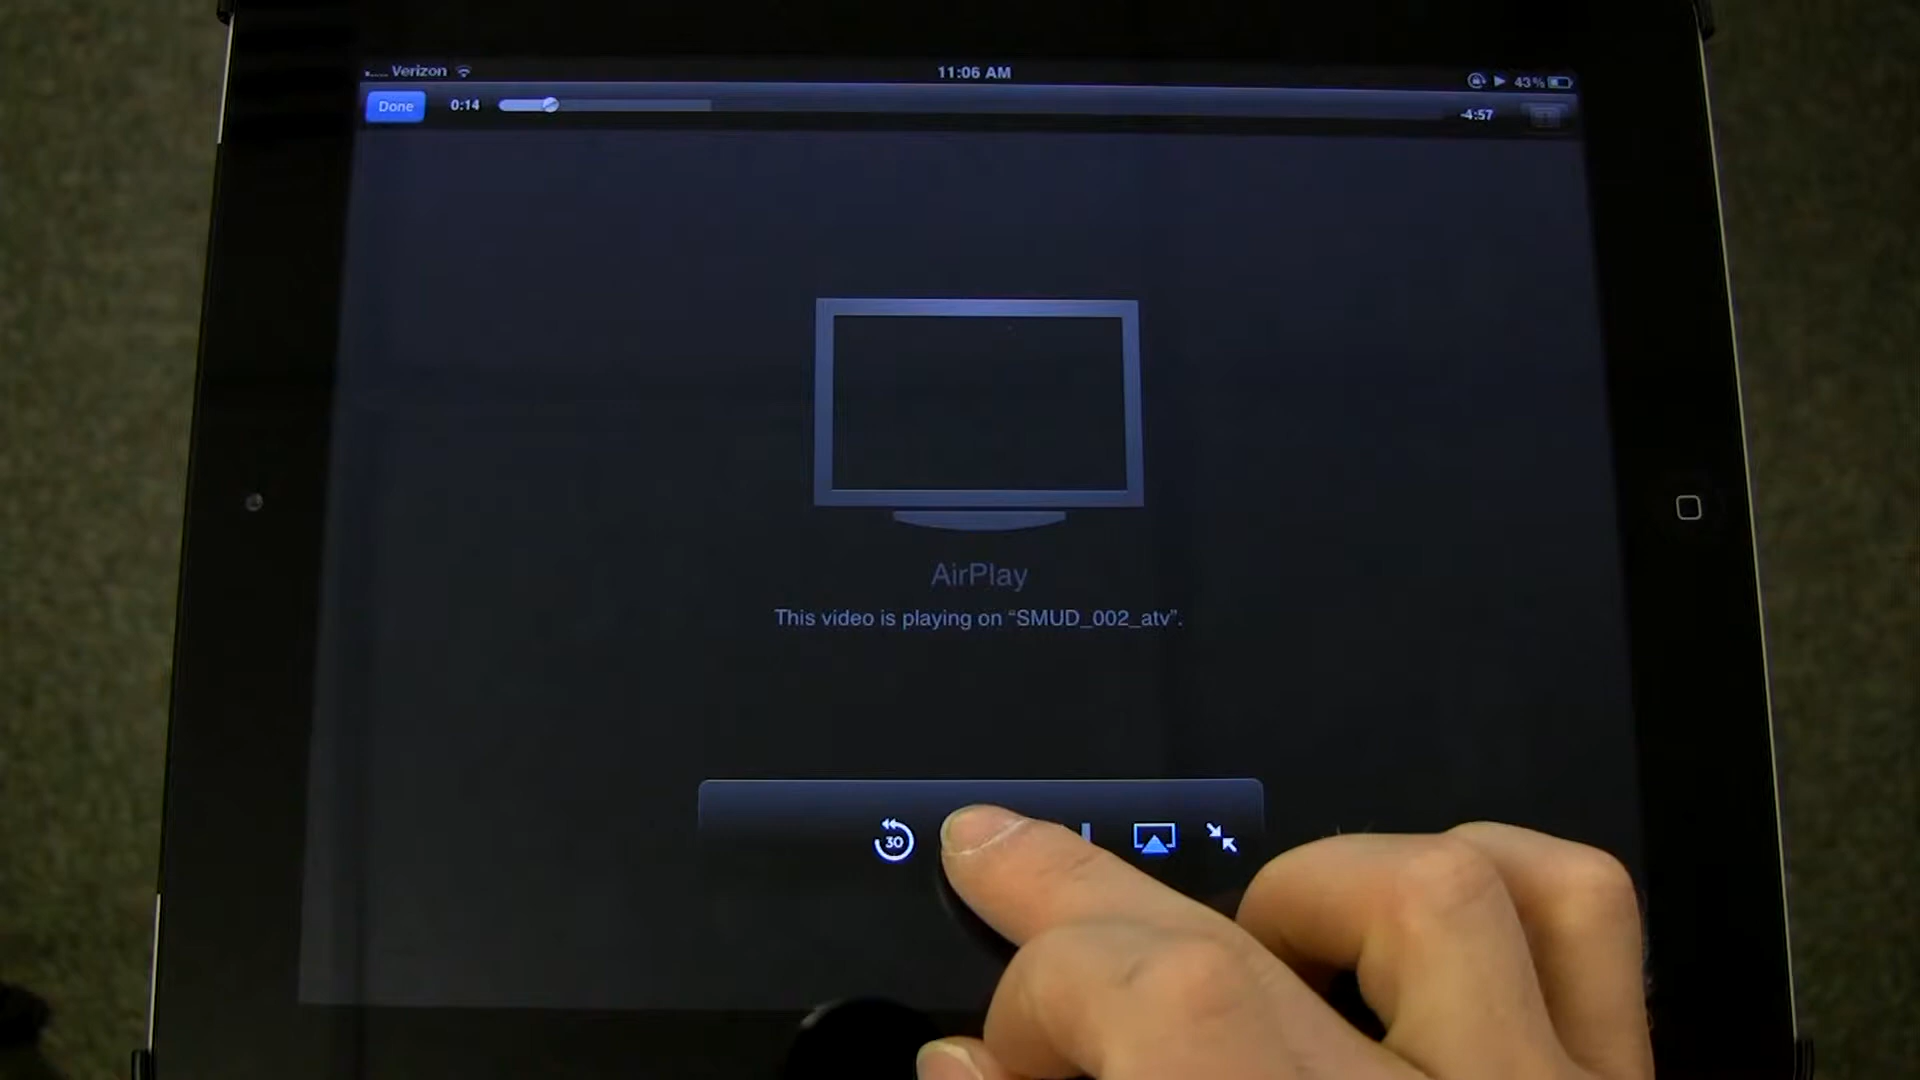 Verizon
11:06 AM
43%
Done
0:14
-4:57
AirPlay
This video is playing on “SMUD_002_atv”.
30